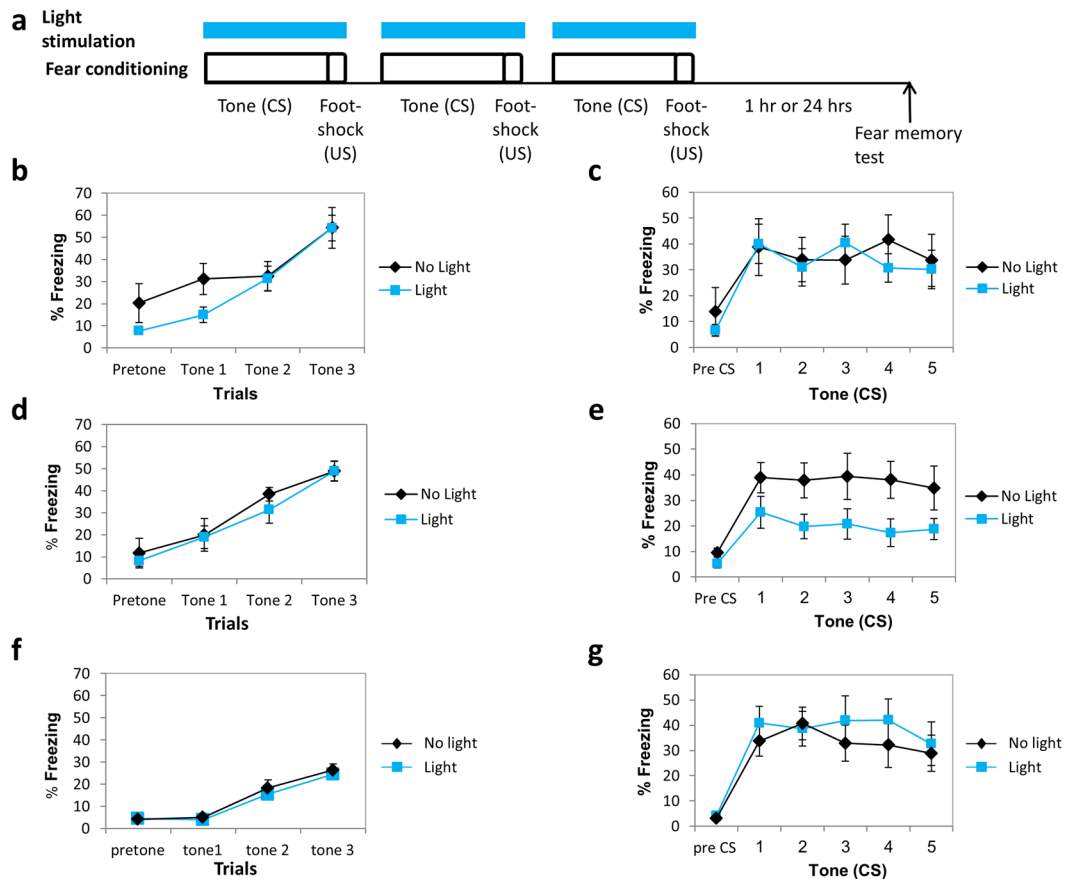 a
Light
stimulation
Fear conditioning
Tone (CS)
Foot-
shock
(US)
Tone (CS)
Foot-
shock
(US)
Tone (CS)
Foot-
shock
(US)
1 hr or 24 hrs
Fear memory
test
b
% Freezing
70
60
50
40
30
20
10
0
Pretone Tone 1 Tone 2 Tone 3
Trials
No Light
Light
c
% Freezing
60
50
40
30
20
10
0
Pre CS 1 2 3 4 5
Tone (CS)
No Light
Light
d
% Freezing
70
60
50
40
30
20
10
0
Pretone Tone 1 Tone 2 Tone 3
Trials
No Light
Light
e
% Freezing
60
50
40
30
20
10
0
Pre CS 1 2 3 4 5
Tone (CS)
No Light
Light
f
% Freezing
70
60
50
40
30
20
10
0
pretone tone1 tone 2 tone 3
Trials
No light
Light
g
% Freezing
60
50
40
30
20
10
0
pre CS 1 2 3 4 5
Tone (CS)
No light
Light